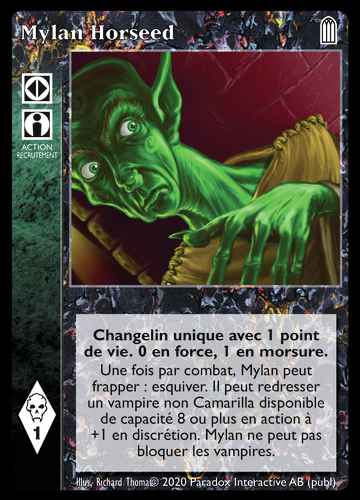 Mylan Horseed
ACTION
RECRUTEMENT
Changelin unique avec 1 point
de vie. 0 en force, 1 en morsure.
Une fois par combat, Mylan peut
frapper : esquiver. Il peut redresser
un vampire non Camarilla disponible
de capacité 8 ou plus en action à
+1 en discrétion. Mylan ne peut pas
bloquer les vampires.
1
Illus. Richard Thomas © 2020 Paradox Interactive AB (publ)